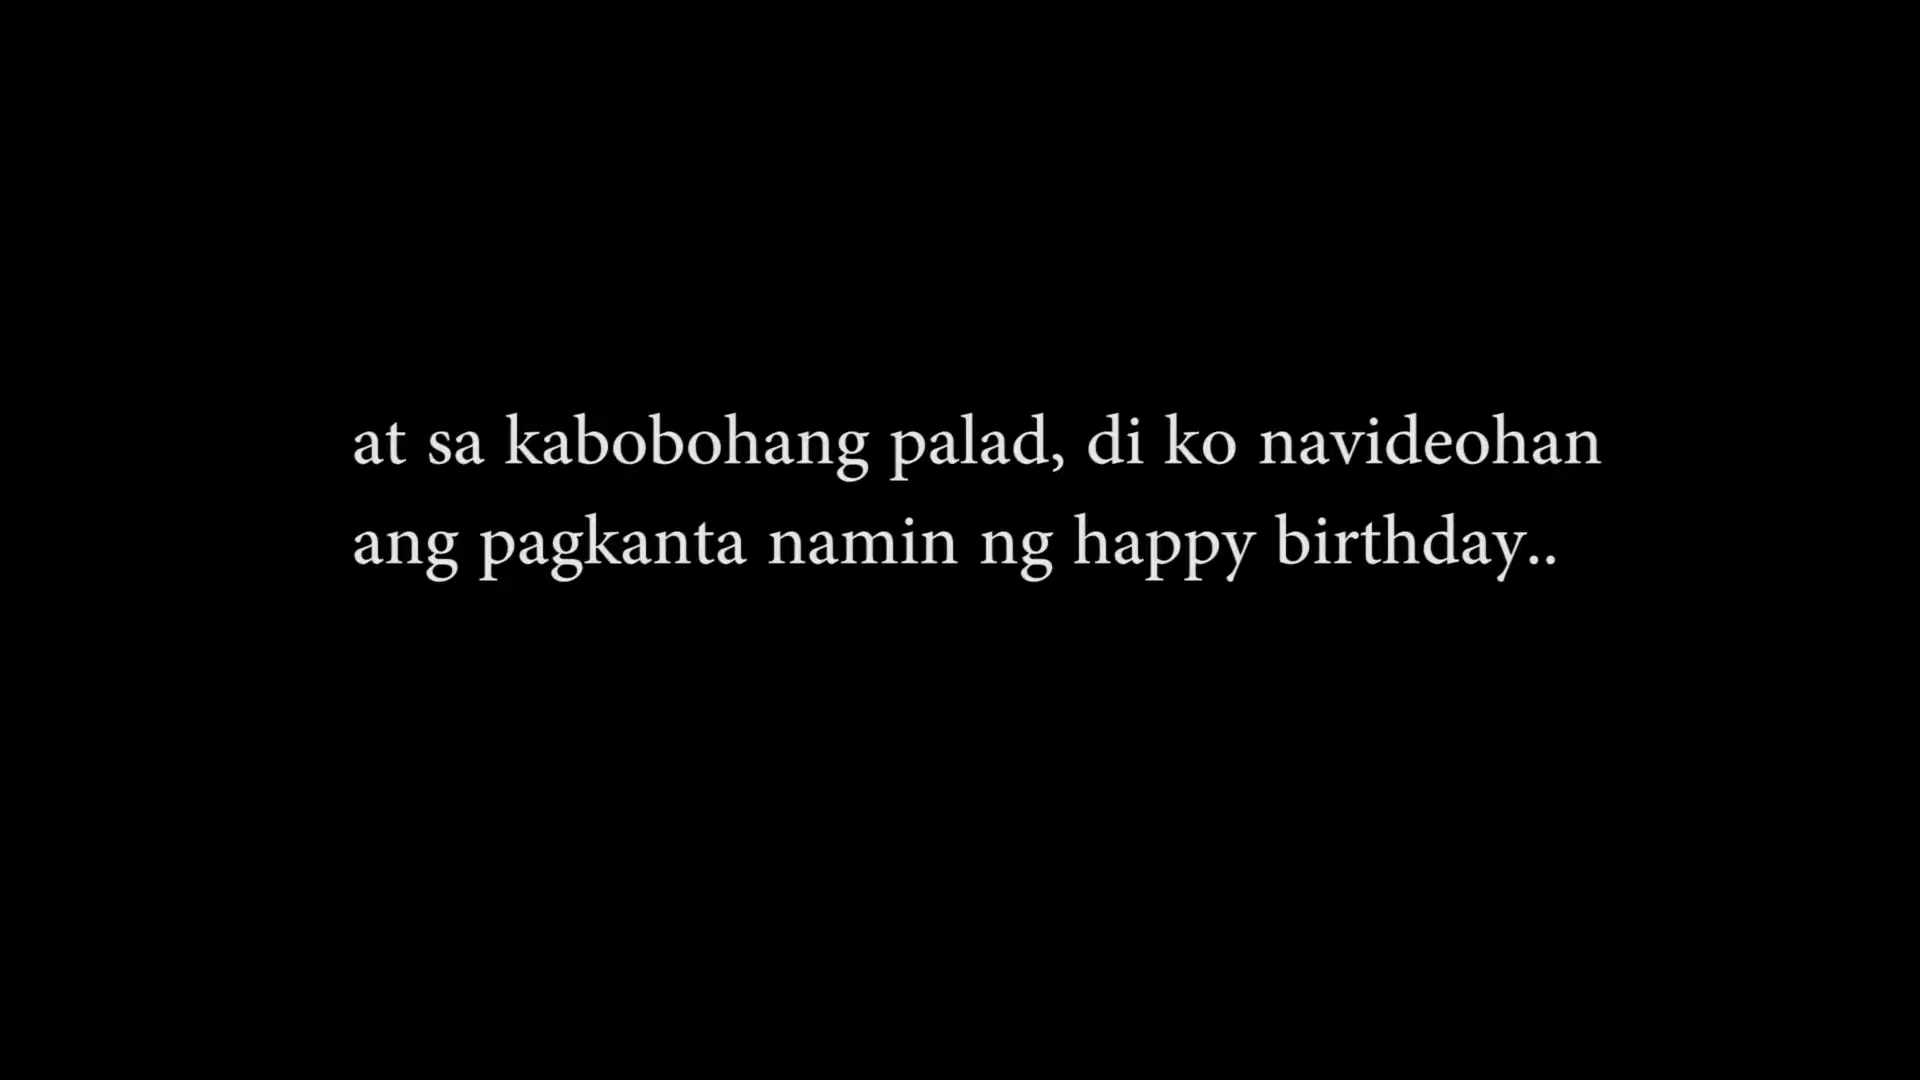 at sa kabobohang palad, di ko navideohan
ang pagkanta namin ng happy birthday..